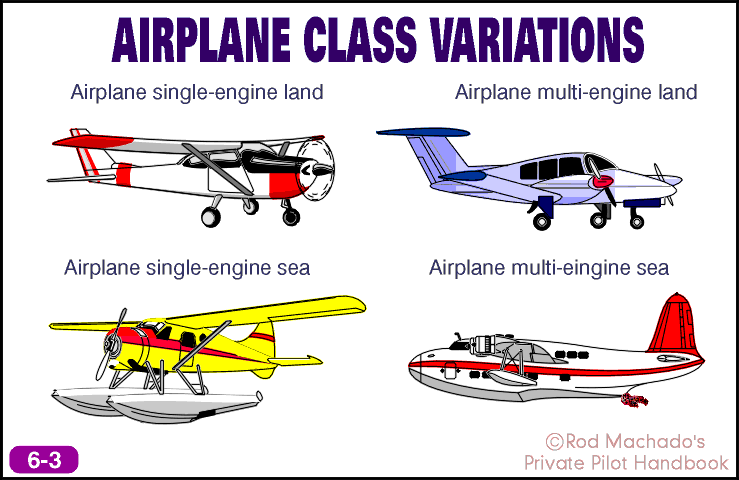 AIRPLANE CLASS VARIATIONS
Airplane single-engine land
Airplane multi-engine land
Airplane single-engine sea
Airplane multi-eingine sea
©Rod Machado's
Private Pilot Handbook
6-3